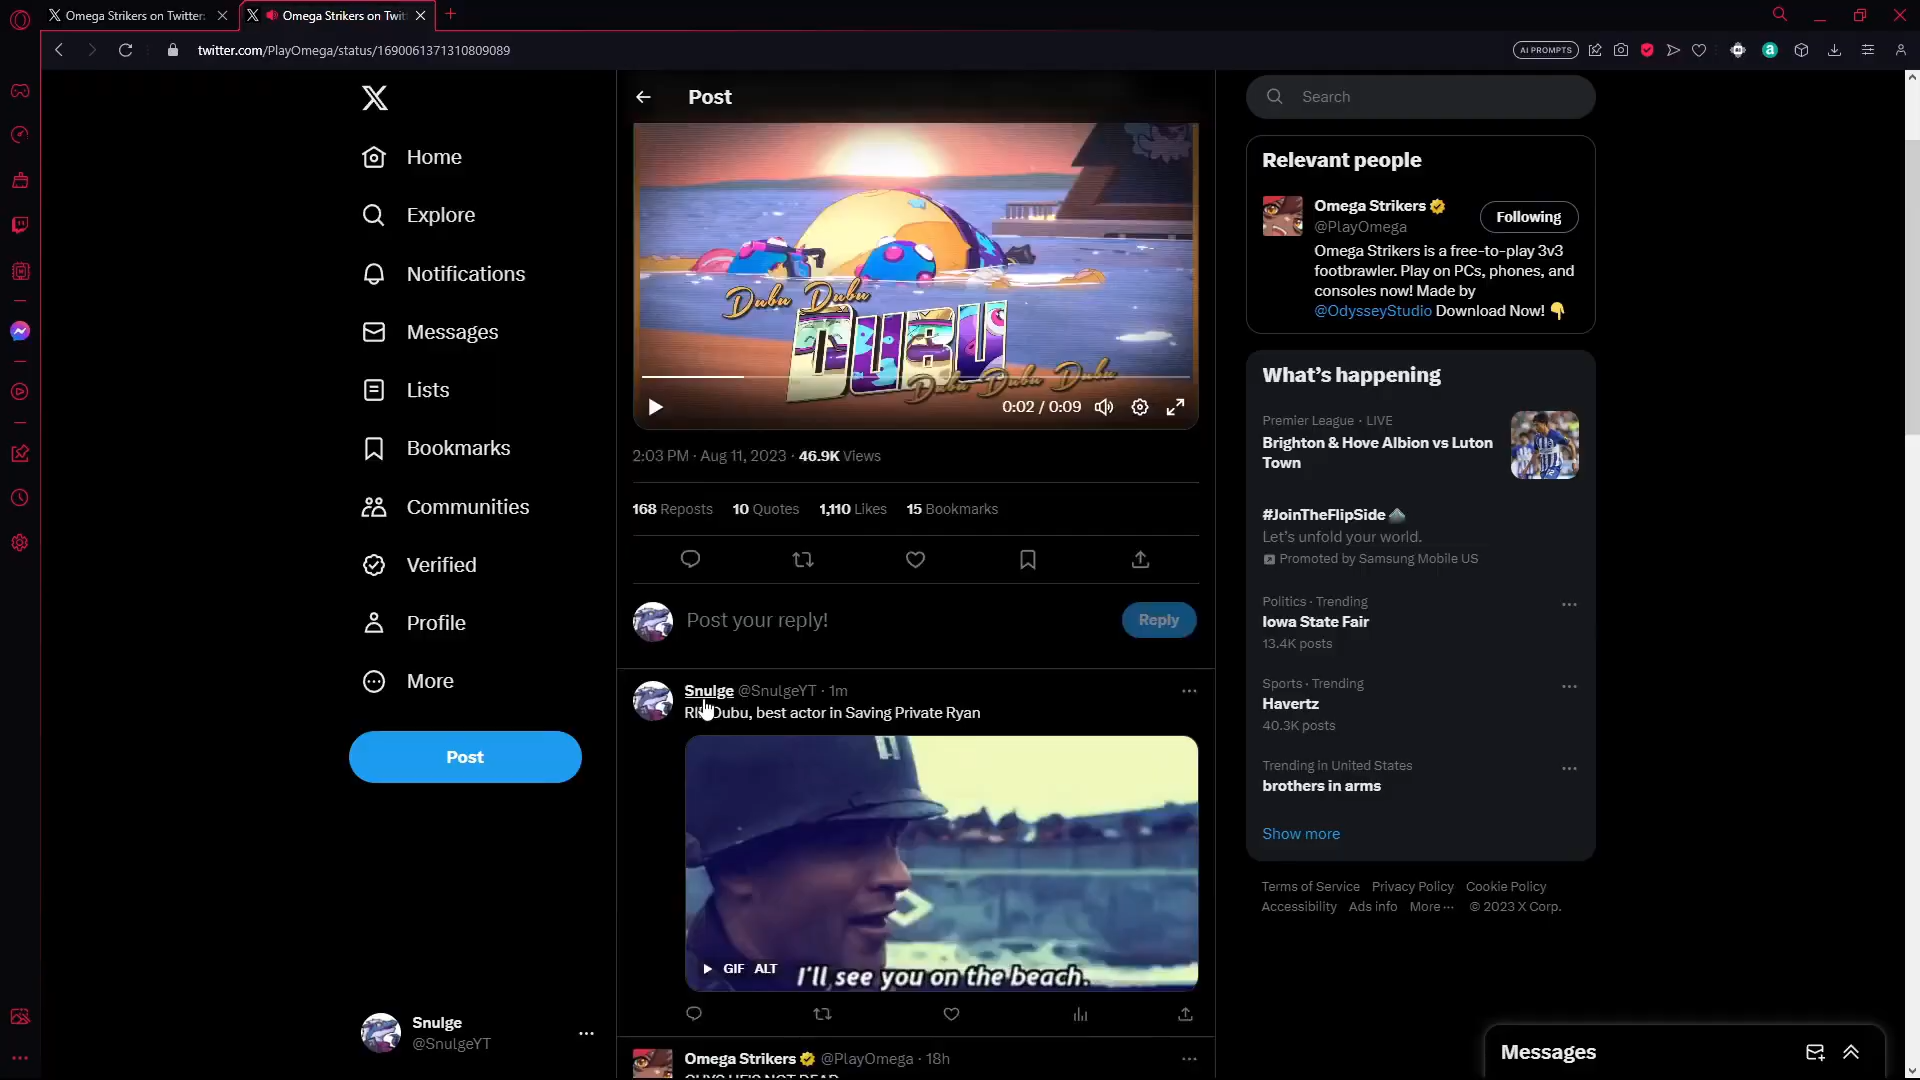 Omega Strikers on Twitter:
Omega Strikers on Twit
twitter.com/PlayOmega/status/1690061371310809089
AI PROMPTS
Home
Explore
Notifications
Messages
Lists
Bookmarks
Communities
Verified
Profile
More
Post
Snulge
@SnulgeYT
Post
Dubu Dubu
DUBU
Dubu Dubu Dubu
0:02 / 0:09
2:03 PM · Aug 11, 2023 · 46.9K Views
168 Reposts 10 Quotes 1,110 Likes 15 Bookmarks
Post your reply!
Reply
Snulge @SnulgeYT · 1m
Dubu, best actor in Saving Private Ryan
GIF ALT
I'll see you on the beach.
Omega Strikers @PlayOmega · 18h
GUYS HE'S NOT DEAD
Search
Relevant people
Omega Strikers
@PlayOmega
Following
Omega Strikers is a free-to-play 3v3
footbrawler. Play on PCs, phones, and
consoles now! Made by
@OdysseyStudio Download Now! 👇
What's happening
Premier League · LIVE
Brighton & Hove Albion vs Luton
Town
#JoinTheFlipSide
Let's unfold your world.
Promoted by Samsung Mobile US
Politics · Trending
Iowa State Fair
13.4K posts
Sports · Trending
Havertz
40.3K posts
Trending in United States
brothers in arms
Show more
Terms of Service Privacy Policy Cookie Policy
Accessibility Ads info More ··· © 2023 X Corp.
Messages